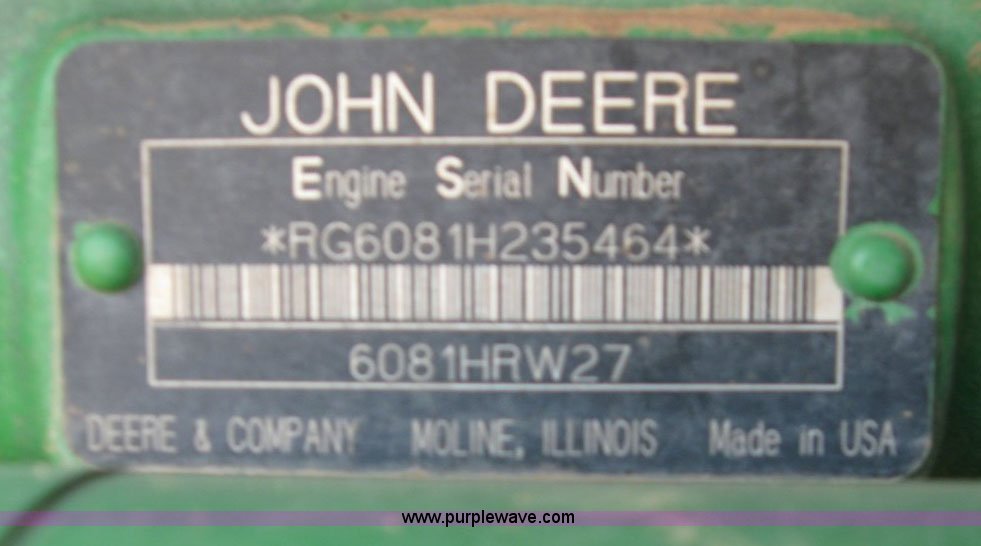 JOHN DEERE
Engine Serial Number
*RG6081H235464*
6081HRW27
DEERE & COMPANY MOLINE, ILLINOIS Made in USA
www.purplewave.com